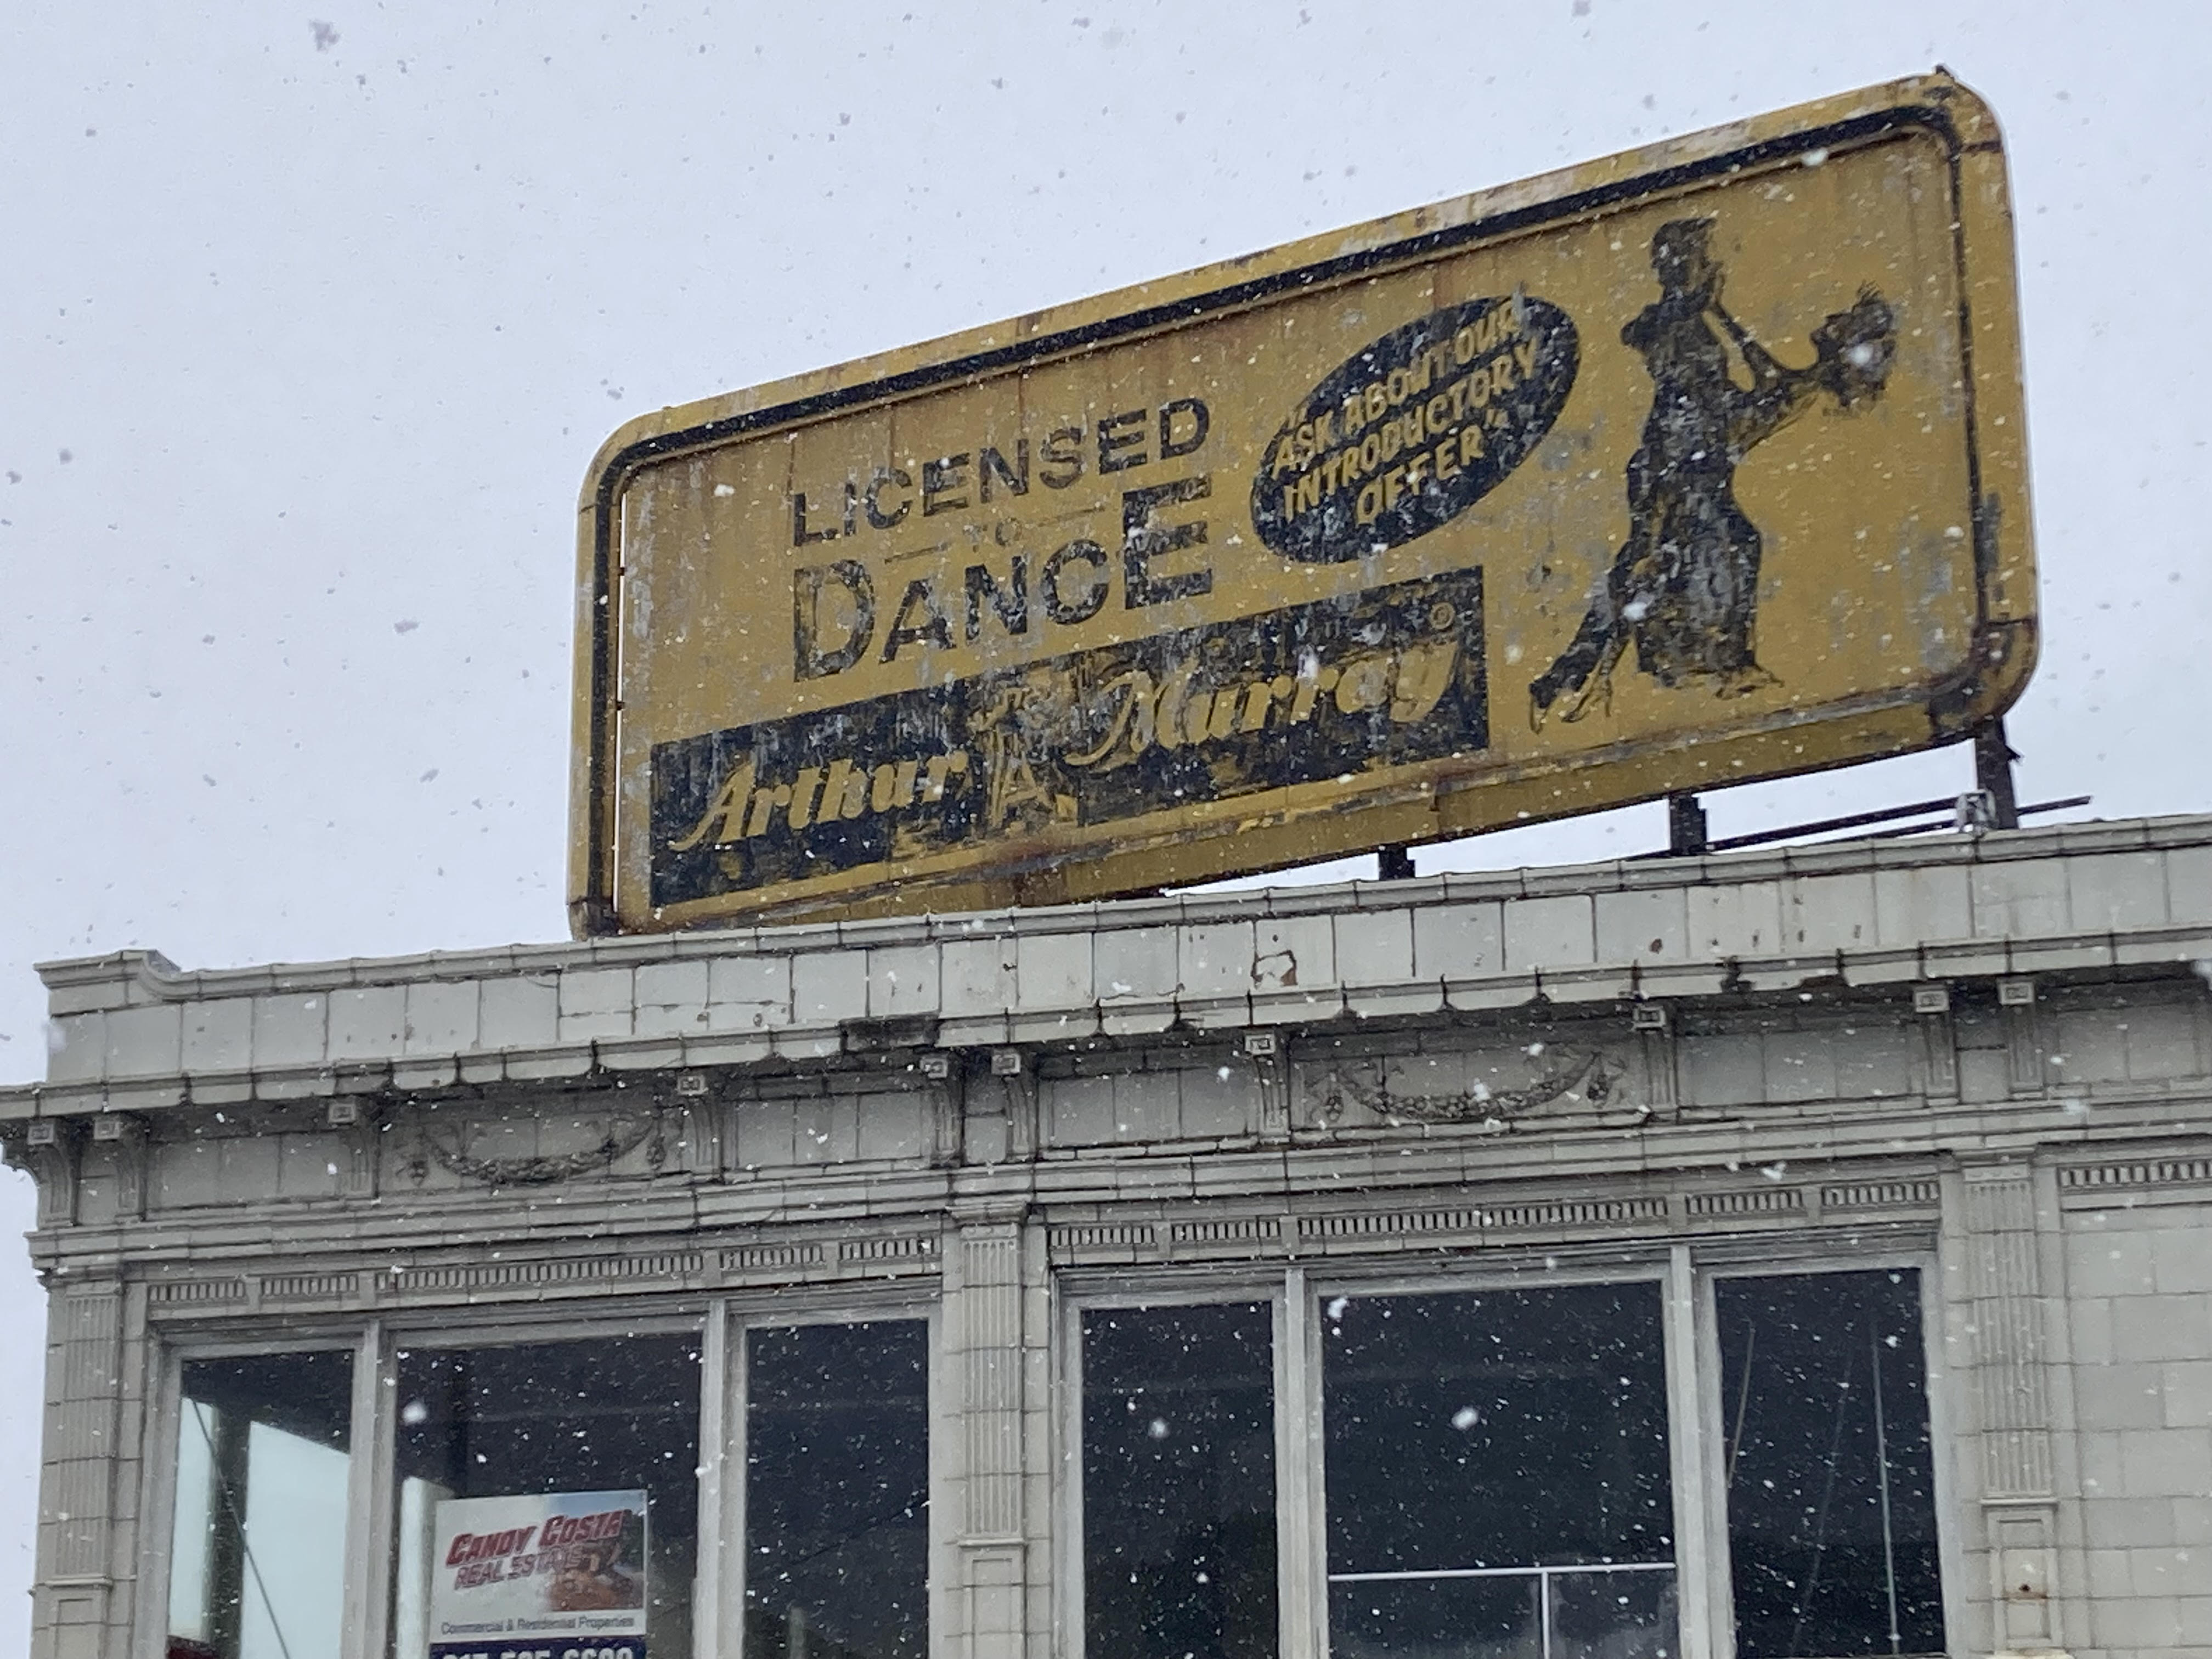 LICENSED
TO
DANCE
"ASK ABOUT OUR
INTRODUCTORY
OFFER"
Arthur Murray®
CANDY COSTA
REAL ESTATE
Commercial & Residential Properties